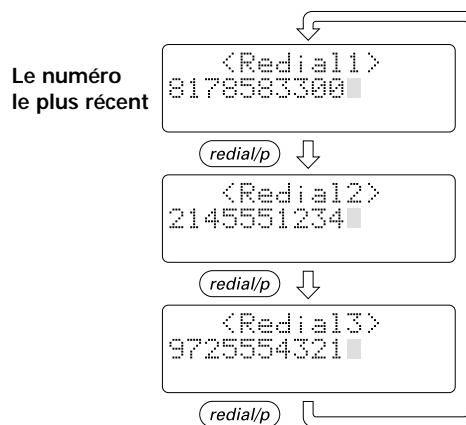 <Redial1>
Le numéro
le plus récent
8178583300
redial/p
<Redial2>
2145551234
redial/p
<Redial3>
9725554321
redial/p